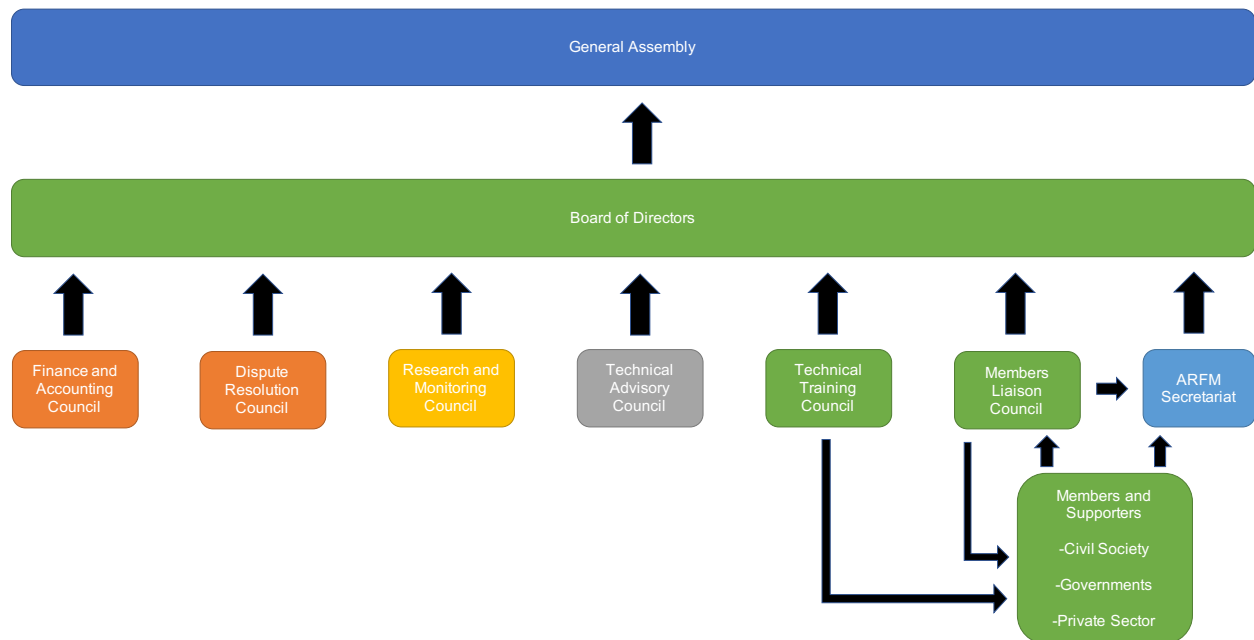 General Assembly
Board of Directors
Finance and
Accounting
Council
Dispute
Resolution
Council
Research and
Monitoring
Council
Technical
Advisory
Council
Technical
Training
Council
Members
Liaison
Council
ARFM
Secretariat
Members and
Supporters
-Civil Society
-Governments
-Private Sector